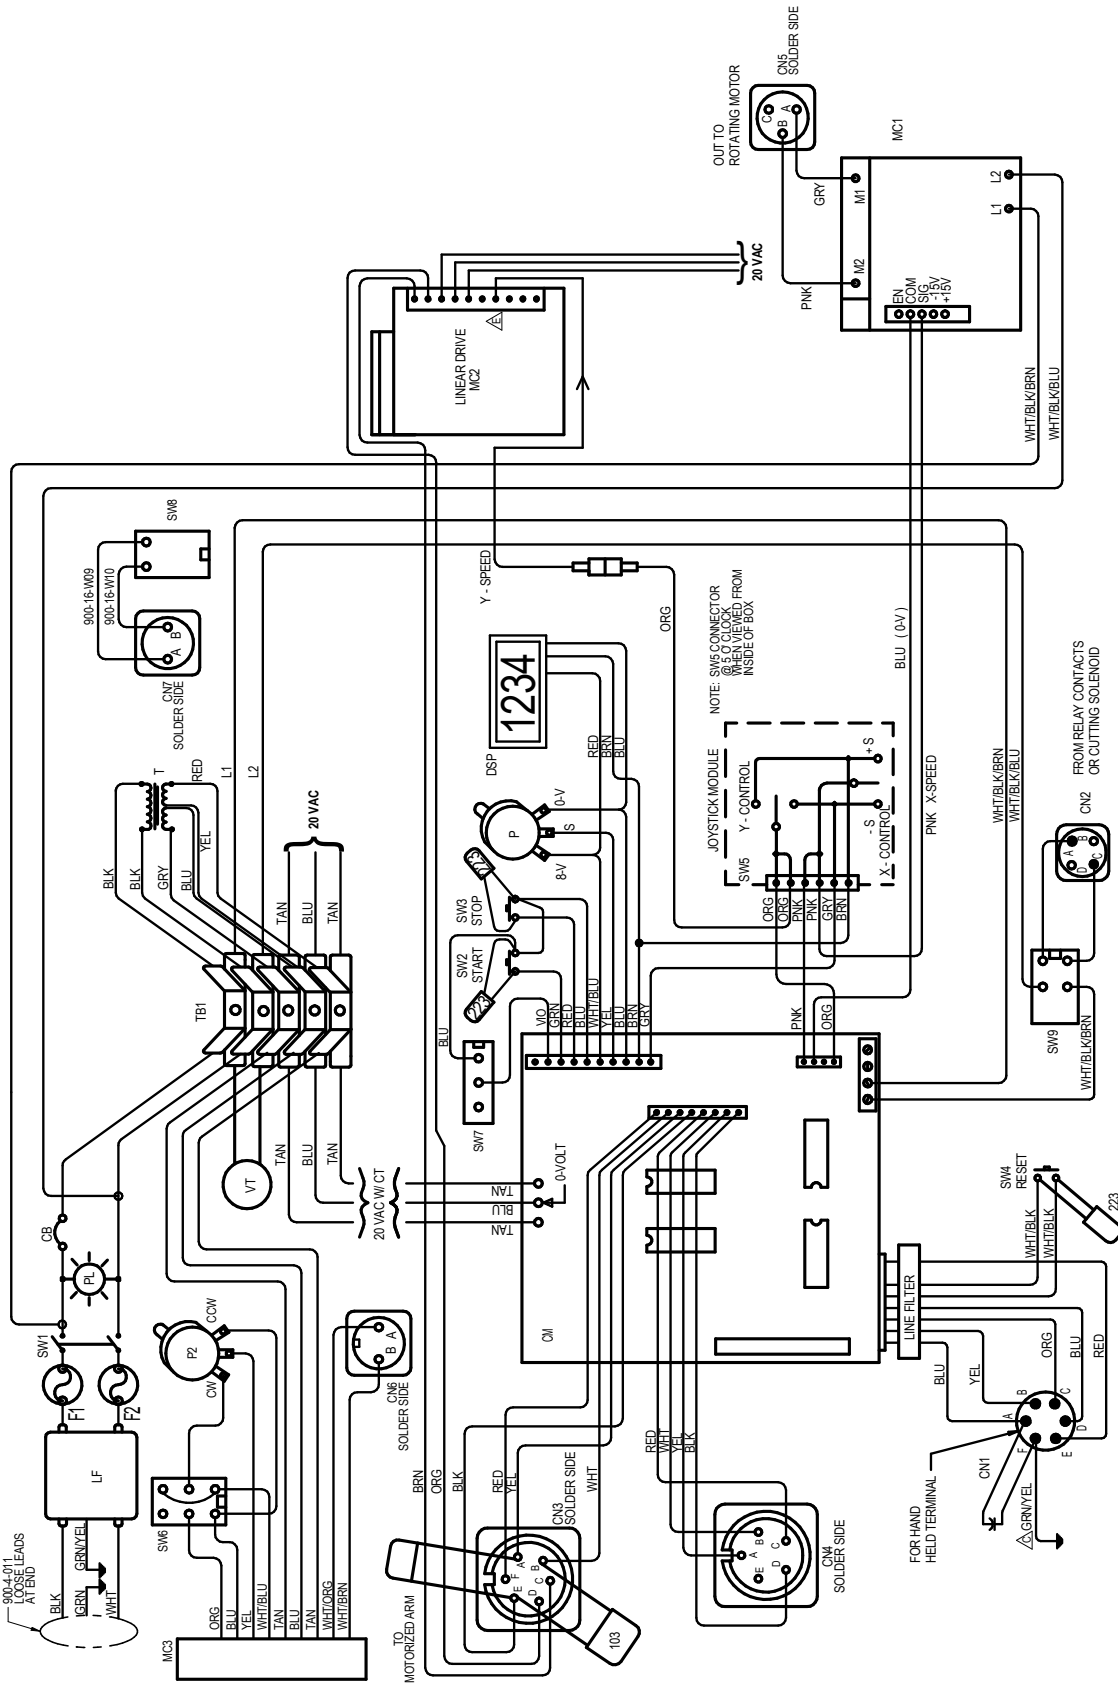 900-4-011
LOOSE LEADS
AT END
BLK
GRN
GRN/YEL
WHT
LF
F1
F2
SW1
PL
CB
MC3
ORG
BLU
YEL
WHT/BLU
TAN
BLU
TAN
WHT/ORG
WHT/BRN
SW6
CW
P2
CCW
CN6
SOLDER SIDE
B
A
VT
TAN
BLU
TAN
20 VAC W/ CT
TAN
BLU
TAN
0-VOLT
TB1
BLK
BLK
GRY
BLU
YEL
RED
T
L1
L2
TAN
BLU
TAN
20 VAC
CN7
SOLDER SIDE
A
B
900-16-W09
900-16-W10
SW8
TO
MOTORIZED ARM
BRN
ORG
BLK
RED
YEL
CN3
SOLDER SIDE
A
B
C
D
E
F
WHT
103
RED
WHT
YEL
BLK
CN4
SOLDER SIDE
A
B
C
D
E
CM
SW7
BLU
SW2
START
223
SW3
STOP
223
VIO
GRN
RED
BLU
WHT/BLU
YEL
BLU
BRN
GRY
P
8-V
S
0-V
DSP
1234
RED
BRN
BLU
Y - SPEED
ORG
LINEAR DRIVE
MC2
E
20 VAC
JOYSTICK MODULE
SW5
Y - CONTROL
X - CONTROL
- S
+ S
NOTE: SW5 CONNECTOR
@ 5 O' CLOCK
WHEN VIEWED FROM
INSIDE OF BOX
ORG
ORG
PNK
PNK
GRY
BRN
PNK
ORG
BLU ( 0-V )
PNK X-SPEED
WHT/BLK/BRN
WHT/BLK/BLU
OUT TO
ROTATING MOTOR
CN5
SOLDER SIDE
A
B
C
GRY
PNK
M1
M2
MC1
EN
COM
SIG
-15V
+15V
L1
L2
WHT/BLK/BRN
WHT/BLK/BLU
FOR HAND
HELD TERMINAL
CN1
C
GRN/YEL
A
B
C
D
E
F
BLU
YEL
ORG
BLU
RED
LINE FILTER
WHT/BLK
WHT/BLK
SW4
RESET
223
SW9
WHT/BLK/BRN
CN2
A
B
C
D
FROM RELAY CONTACTS
OR CUTTING SOLENOID